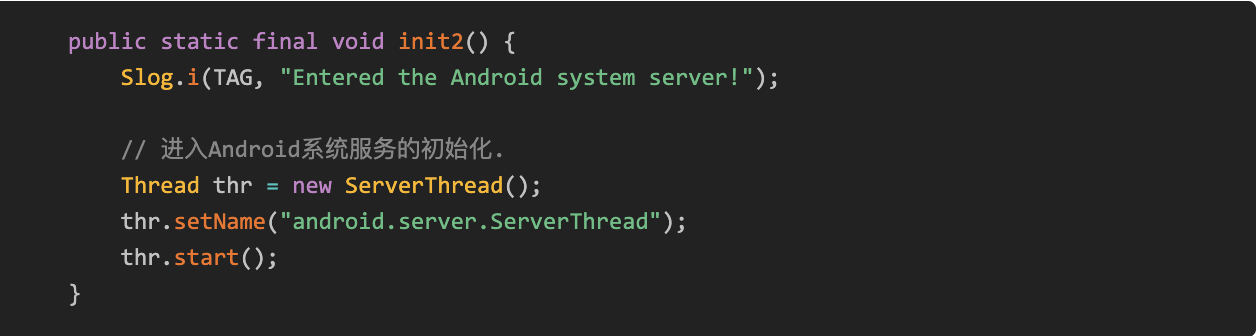 public static final void init2() {
    Slog.i(TAG, "Entered the Android system server!");

    // 进入Android系统服务的初始化.
    Thread thr = new ServerThread();
    thr.setName("android.server.ServerThread");
    thr.start();
}